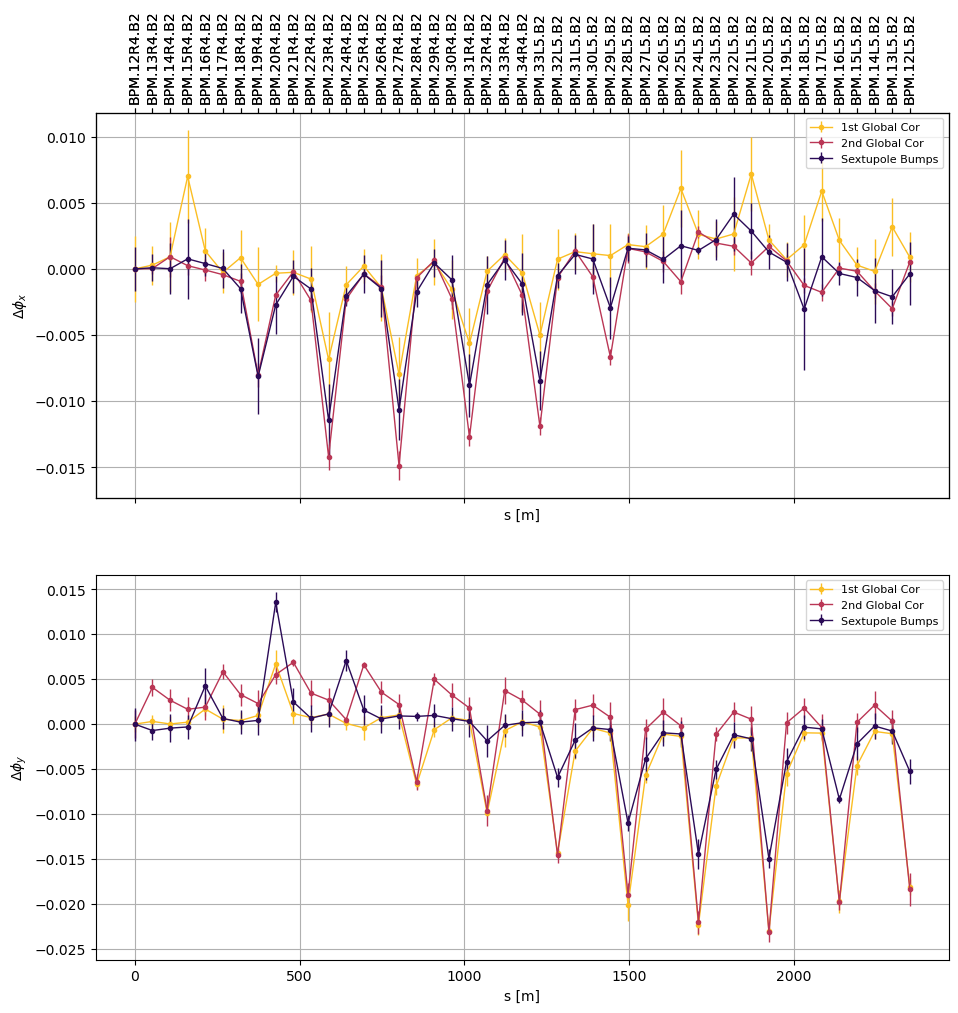 BPM.12R4.B2
BPM.13R4.B2
BPM.14R4.B2
BPM.15R4.B2
BPM.16R4.B2
BPM.17R4.B2
BPM.18R4.B2
BPM.19R4.B2
BPM.20R4.B2
BPM.21R4.B2
BPM.22R4.B2
BPM.23R4.B2
BPM.24R4.B2
BPM.25R4.B2
BPM.26R4.B2
BPM.27R4.B2
BPM.28R4.B2
BPM.29R4.B2
BPM.30R4.B2
BPM.31R4.B2
BPM.32R4.B2
BPM.33R4.B2
BPM.34R4.B2
BPM.33L5.B2
BPM.32L5.B2
BPM.31L5.B2
BPM.30L5.B2
BPM.29L5.B2
BPM.28L5.B2
BPM.27L5.B2
BPM.26L5.B2
BPM.25L5.B2
BPM.24L5.B2
BPM.23L5.B2
BPM.22L5.B2
BPM.21L5.B2
BPM.20L5.B2
BPM.19L5.B2
BPM.18L5.B2
BPM.17L5.B2
BPM.16L5.B2
BPM.15L5.B2
BPM.14L5.B2
BPM.13L5.B2
BPM.12L5.B2
0.010
0.005
0.000
−0.005
−0.010
−0.015
Δϕx
1st Global Cor
2nd Global Cor
Sextupole Bumps
s [m]
0.015
0.010
0.005
0.000
−0.005
−0.010
−0.015
−0.020
−0.025
Δϕy
1st Global Cor
2nd Global Cor
Sextupole Bumps
0 500 1000 1500 2000
s [m]